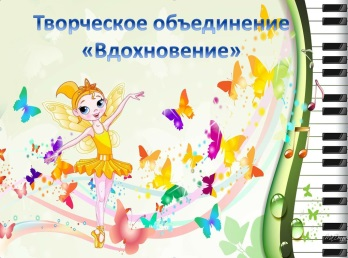 Творческое объединение
«Вдохновение»